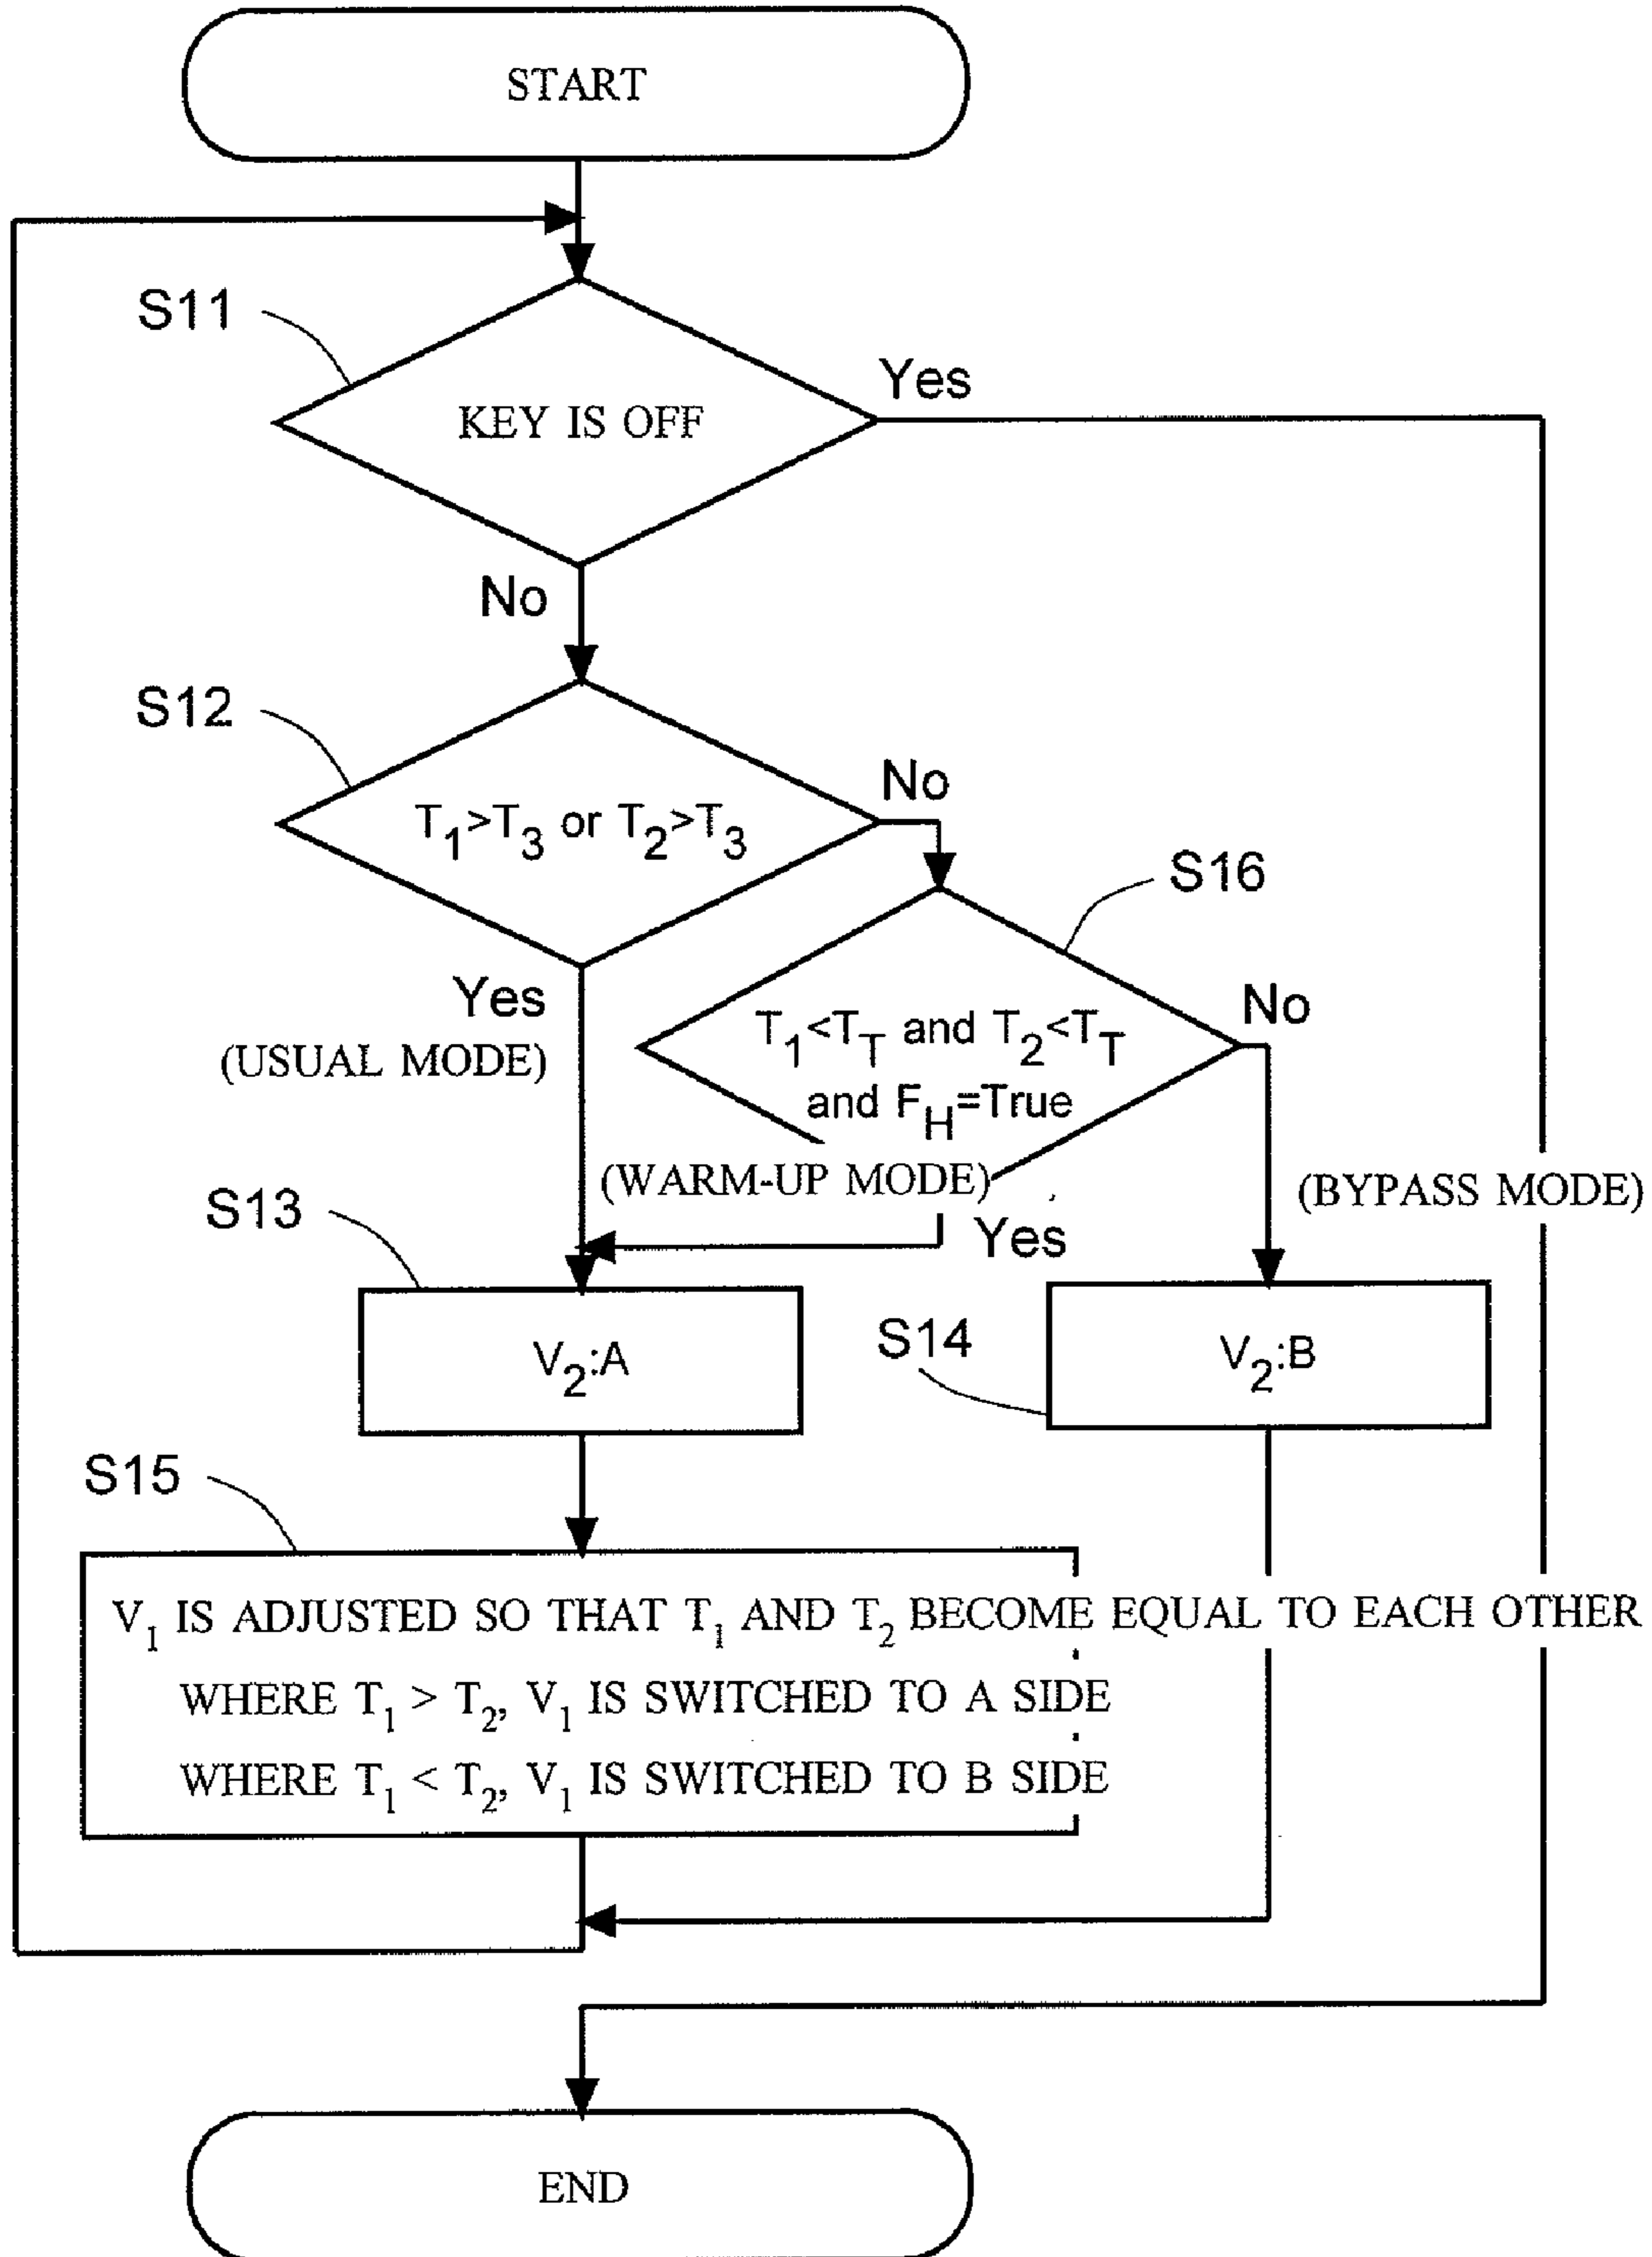 START
S11
Yes
KEY IS OFF
No
S12
No
T₁>T₃ or T₂>T₃
S16
Yes
(USUAL MODE)
T₁<T_T and T₂<T_T
and F_H=True
No
(WARM-UP MODE)
Yes
(BYPASS MODE)
S13
V₂:A
S14
V₂:B
S15
V₁ IS ADJUSTED SO THAT T₁ AND T₂ BECOME EQUAL TO EACH OTHER
WHERE T₁ > T₂, V₁ IS SWITCHED TO A SIDE
WHERE T₁ < T₂, V₁ IS SWITCHED TO B SIDE
END